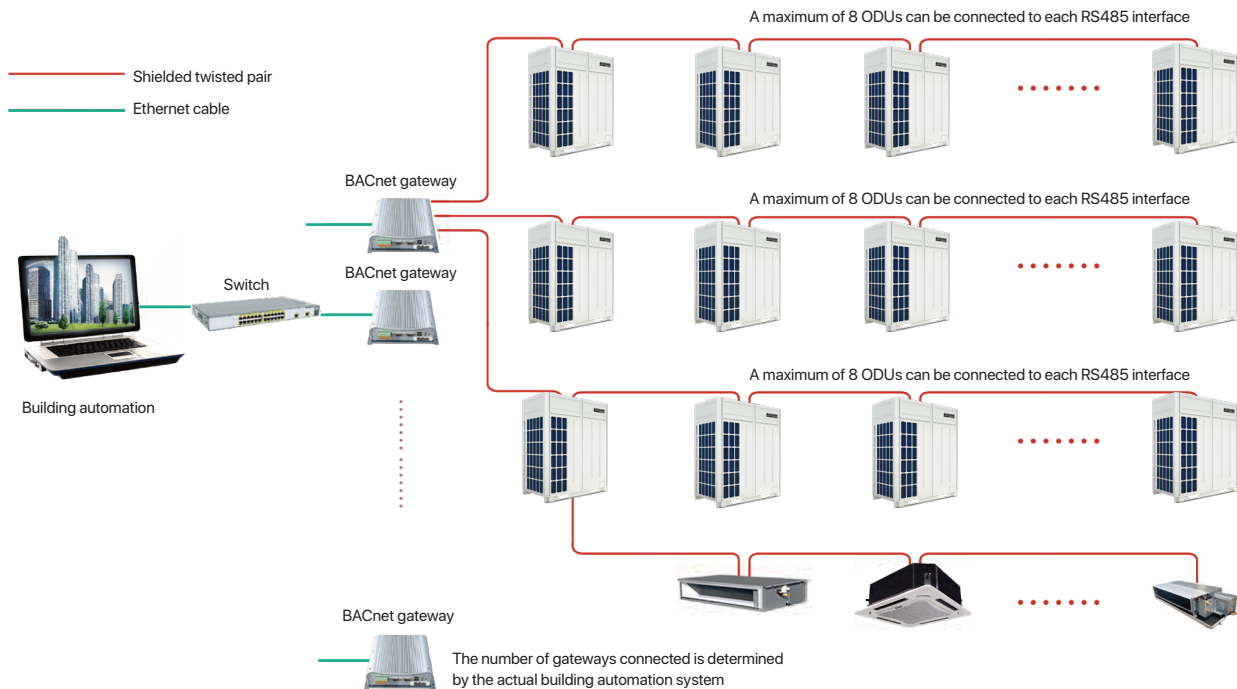 A maximum of 8 ODUs can be connected to each RS485 interface
Shielded twisted pair
Ethernet cable
BACnet gateway
A maximum of 8 ODUs can be connected to each RS485 interface
BACnet gateway
Switch
A maximum of 8 ODUs can be connected to each RS485 interface
Building automation
BACnet gateway
The number of gateways connected is determined
by the actual building automation system